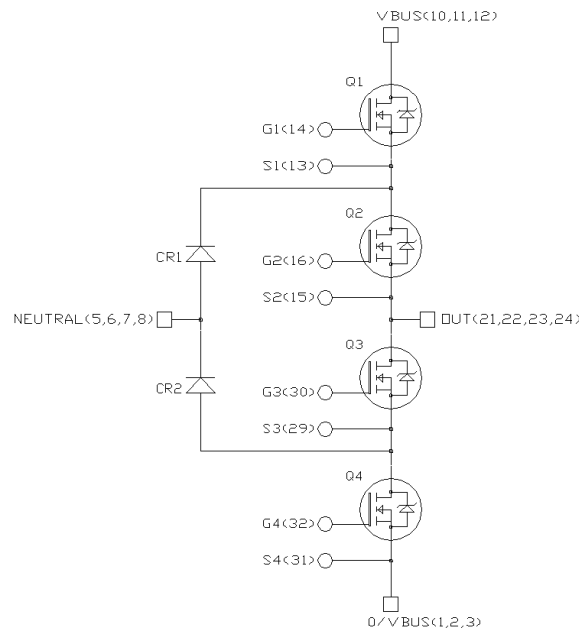 VBUS(10,11,12)
Q1
G1(14)
S1(13)
Q2
CR1
G2(16)
S2(15)
NEUTRAL(5,6,7,8)
OUT(21,22,23,24)
Q3
CR2
G3(30)
S3(29)
Q4
G4(32)
S4(31)
0/VBUS(1,2,3)